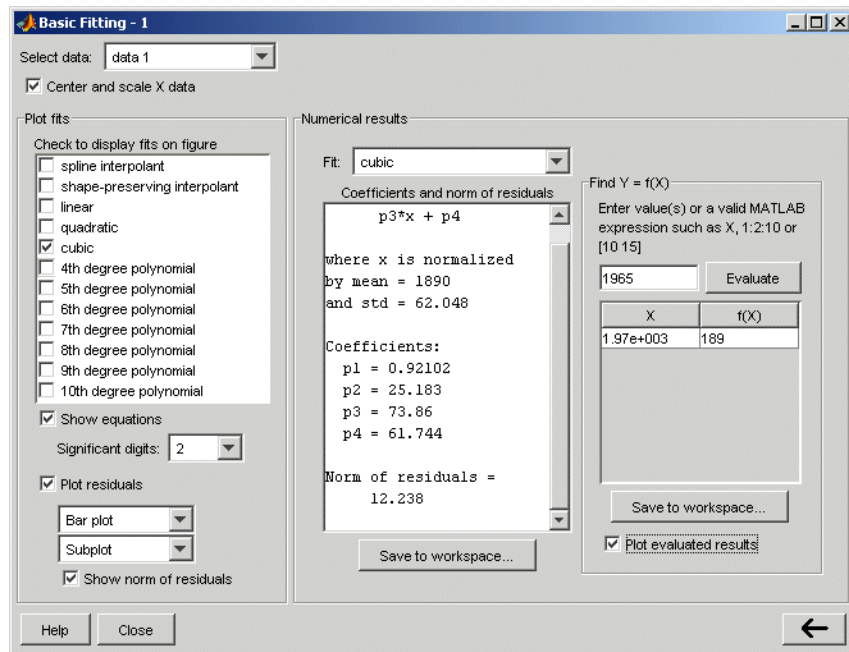 Basic Fitting - 1
Select data: data 1
Center and scale X data
Plot fits
Check to display fits on figure
spline interpolant
shape-preserving interpolant
linear
quadratic
cubic
4th degree polynomial
5th degree polynomial
6th degree polynomial
7th degree polynomial
8th degree polynomial
9th degree polynomial
10th degree polynomial
Show equations
Significant digits: 2
Plot residuals
Bar plot
Subplot
Show norm of residuals
Numerical results
Fit: cubic
Coefficients and norm of residuals
p3*x + p4
where x is normalized
by mean = 1890
and std = 62.048
Coefficients:
p1 = 0.92102
p2 = 25.183
p3 = 73.86
p4 = 61.744
Norm of residuals =
12.238
Save to workspace...
Find Y = f(X)
Enter value(s) or a valid MATLAB
expression such as X, 1:2:10 or
[10 15]
1965 Evaluate
X f(X)
1.97e+003 189
Save to workspace...
Plot evaluated results
Help Close